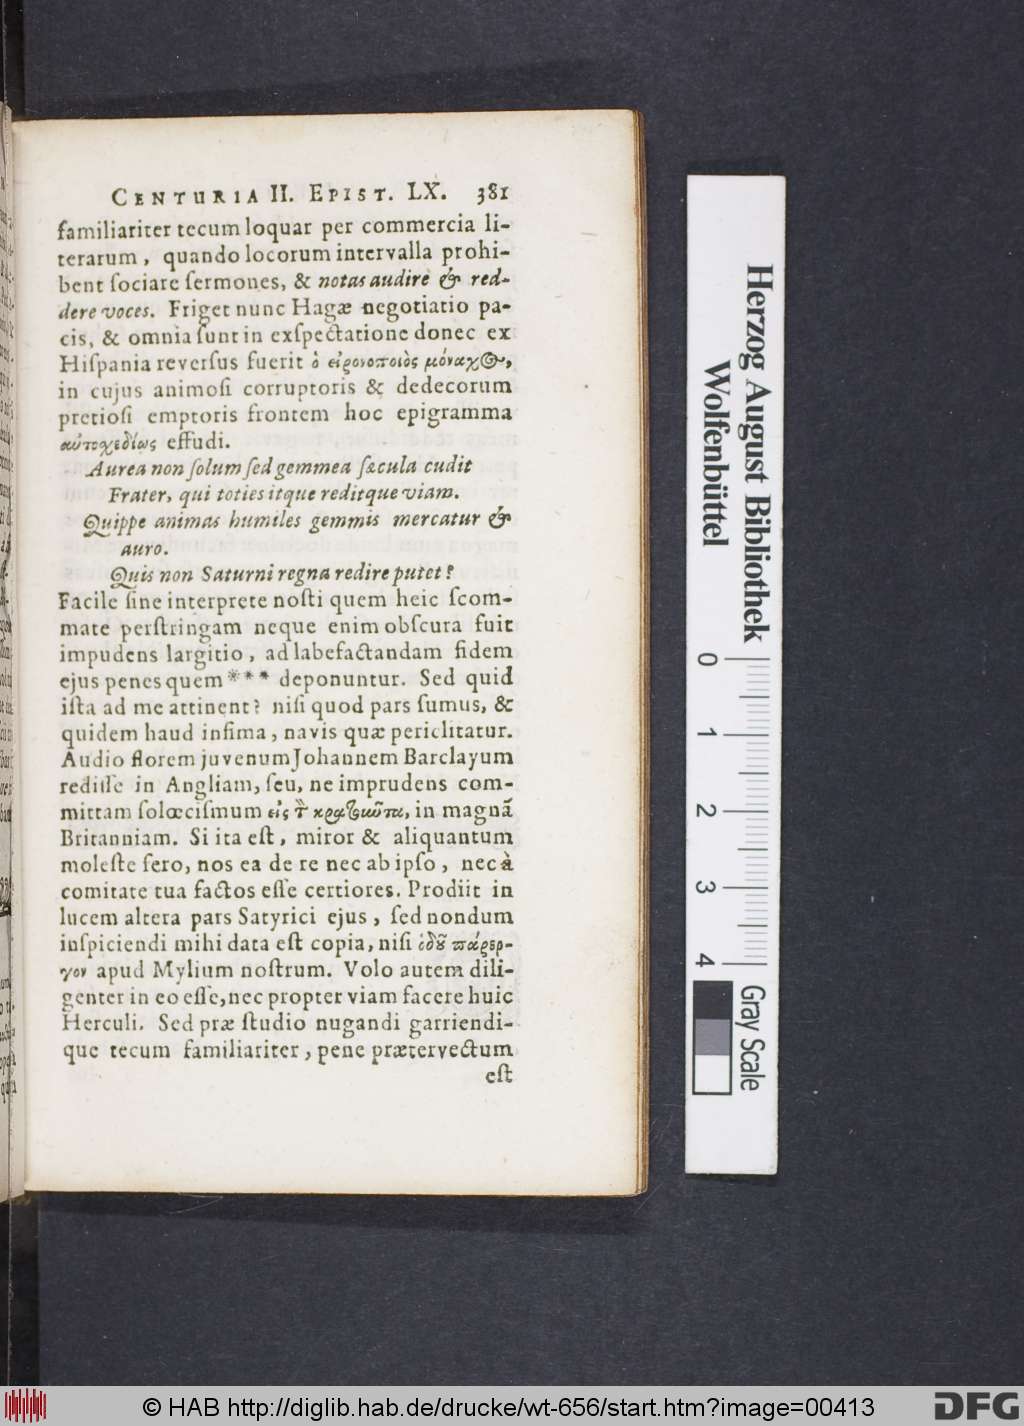 CENTURIA II. EPIST. LX. 381
familiariter tecum loquar per commercia li-
terarum, quando locorum intervalla prohi-
bent sociare sermones, & notas audire & red-
dere voces. Friget nunc Hagæ negotiatio pa-
cis, & omnia sunt in exspectatione donec ex
Hispania reversus fuerit ὁ εἰρονοποιὸς μόναχος,
in cujus animosi corruptoris & dedecorum
pretiosi emptoris frontem hoc epigramma
αὐτοχεδίως effudi.
Aurea non solum sed gemmea sæcula cudit
Frater, qui toties itque reditque viam.
Quippe animas humiles gemmis mercatur &
auro.
Quis non Saturni regna redire putet?
Facile sine interprete nosti quem heic scom-
mate perstringam neque enim obscura fuit
impudens largitio, ad labefactandam fidem
ejus penes quem *** deponuntur. Sed quid
ista ad me attinent? nisi quod pars sumus, &
quidem haud infima, navis quæ periclitatur.
Audio florem juvenum Johannem Barclayum
rediisse in Angliam, seu, ne imprudens com-
mittam solœcismum εἰς τ̃ κρατοῦντα, in magnã
Britanniam. Si ita est, miror & aliquantum
moleste fero, nos ea de re nec ab ipso, nec à
comitate tua factos esse certiores. Prodiit in
lucem altera pars Satyrici ejus, sed nondum
inspiciendi mihi data est copia, nisi ὁδοῦ πάρερ-
γον apud Mylium nostrum. Volo autem dili-
genter in eo esse, nec propter viam facere huic
Herculi. Sed præ studio nugandi garriendi-
que tecum familiariter, pene prætervectum
est
Herzog August Bibliothek
Wolfenbüttel
0 1 2 3 4
Gray Scale
© HAB http://diglib.hab.de/drucke/wt-656/start.htm?image=00413
DFG